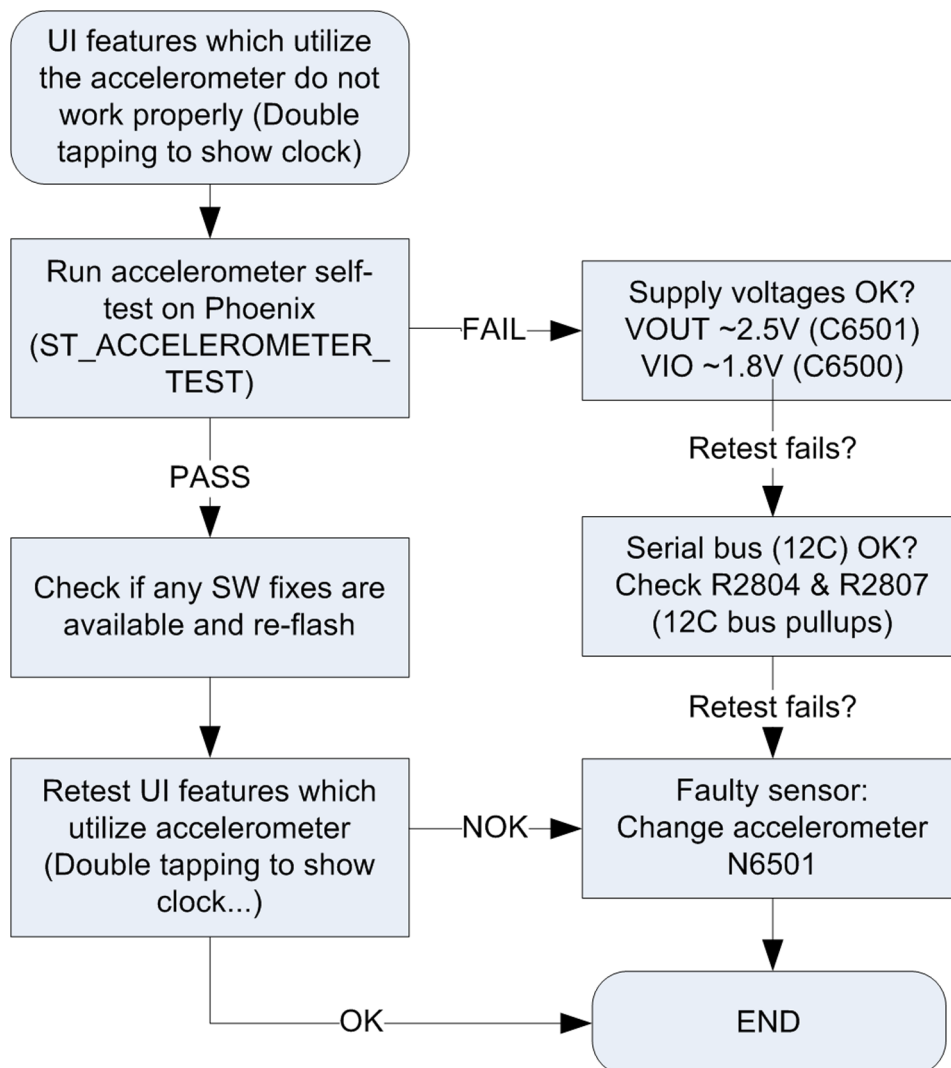 UI features which utilize
the accelerometer do not
work properly (Double
tapping to show clock)
Run accelerometer self-
test on Phoenix
(ST_ACCELEROMETER_
TEST)
FAIL
Supply voltages OK?
VOUT ~2.5V (C6501)
VIO ~1.8V (C6500)
PASS
Retest fails?
Check if any SW fixes are
available and re-flash
Serial bus (12C) OK?
Check R2804 & R2807
(12C bus pullups)
Retest fails?
Retest UI features which
utilize accelerometer
(Double tapping to show
clock...)
NOK
Faulty sensor:
Change accelerometer
N6501
OK
END